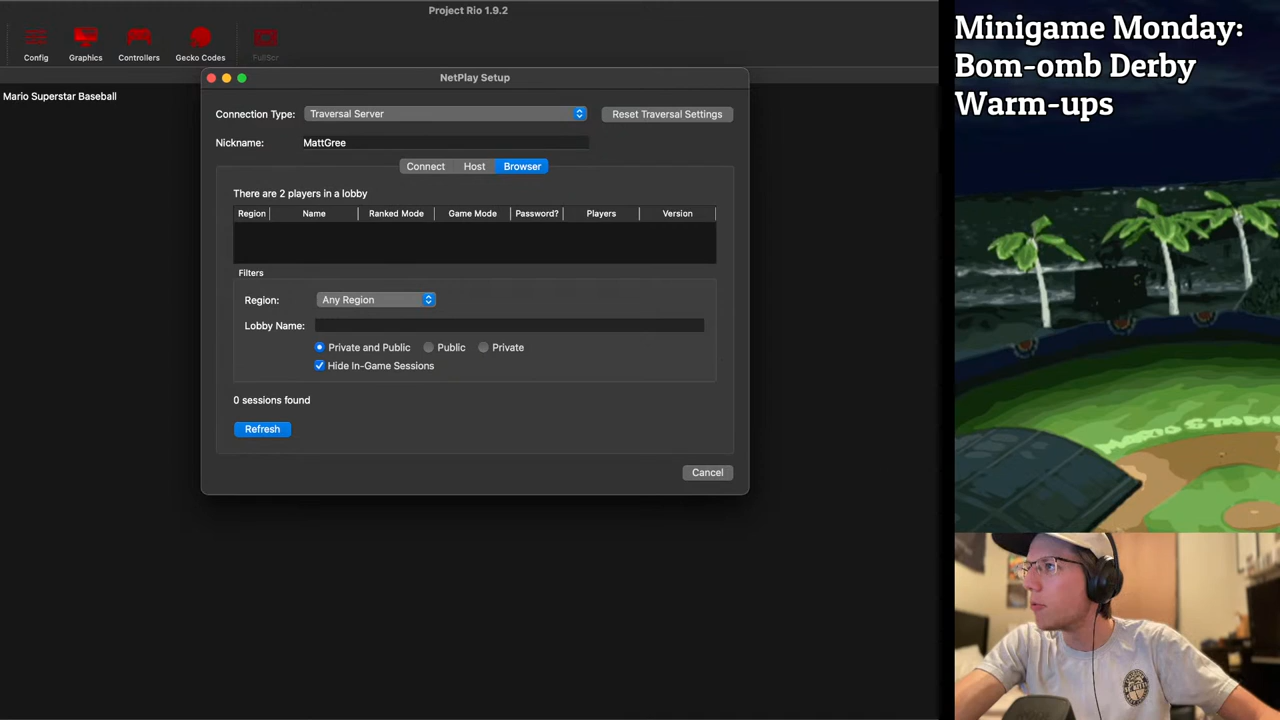 Project Rio 1.9.2
Config
Graphics
Controllers
Gecko Codes
FullScr
Mario Superstar Baseball
NetPlay Setup
Connection Type:
Traversal Server
Reset Traversal Settings
Nickname:
MattGree
Connect
Host
Browser
There are 2 players in a lobby
Region
Name
Ranked Mode
Game Mode
Password?
Players
Version
Filters
Region:
Any Region
Lobby Name:
Private and Public
Public
Private
Hide In-Game Sessions
0 sessions found
Refresh
Cancel
Minigame Monday:
Bom-omb Derby
Warm-ups
MARIO STADIUM